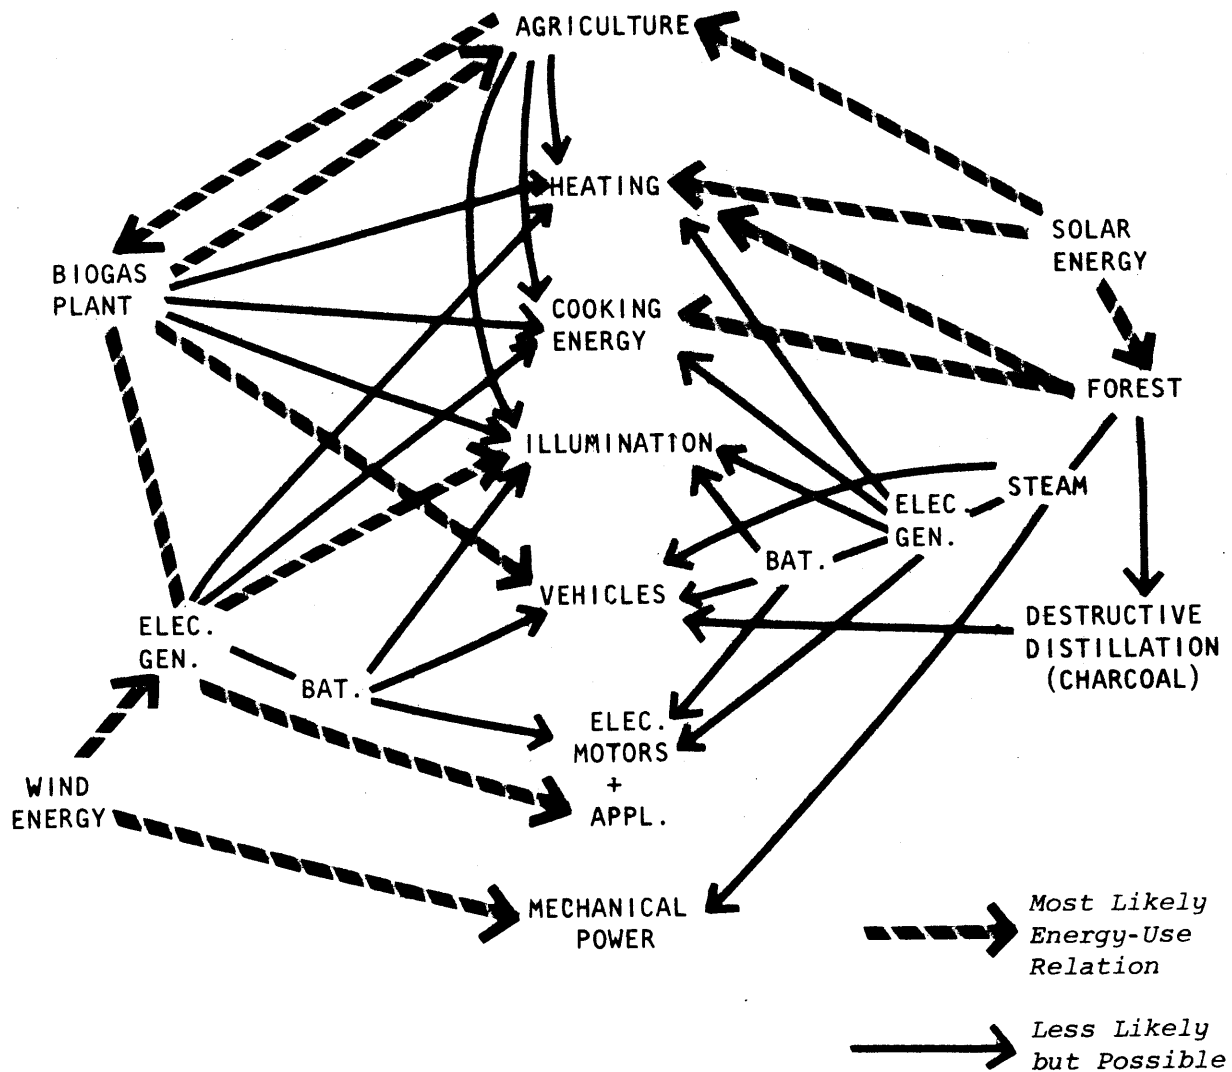 AGRICULTURE
HEATING
SOLAR
ENERGY
BIOGAS
PLANT
COOKING
ENERGY
FOREST
ILLUMINATION
STEAM
ELEC.
GEN.
BAT.
VEHICLES
ELEC.
GEN.
DESTRUCTIVE
DISTILLATION
(CHARCOAL)
BAT.
ELEC.
MOTORS
+
APPL.
WIND
ENERGY
MECHANICAL
POWER
Most Likely
Energy-Use
Relation
Less Likely
but Possible